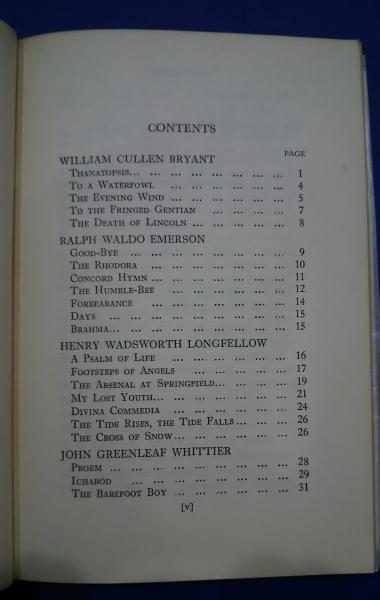 CONTENTS
PAGE
WILLIAM CULLEN BRYANT
Thanatopsis... ... ... ... ... ... ... ... 1
To a Waterfowl ... ... ... ... ... ... 4
The Evening Wind ... ... ... ... ... ... 5
To the Fringed Gentian ... ... ... ... 7
The Death of Lincoln ... ... ... ... ... 8
RALPH WALDO EMERSON
Good-Bye ... ... ... ... ... ... ... ... 9
The Rhodora ... ... ... ... ... ... ... 10
Concord Hymn ... ... ... ... ... ... ... 11
The Humble-Bee ... ... ... ... ... ... 12
Forbearance ... ... ... ... ... ... ... 14
Days ... ... ... ... ... ... ... ... 15
Brahma... ... ... ... ... ... ... ... ... 15
HENRY WADSWORTH LONGFELLOW
A Psalm of Life ... ... ... ... ... ... 16
Footsteps of Angels ... ... ... ... ... 17
The Arsenal at Springfield... ... ... ... 19
My Lost Youth... ... ... ... ... ... ... 21
Divina Commedia ... ... ... ... ... ... 24
The Tide Rises, the Tide Falls ... ... ... 26
The Cross of Snow... ... ... ... ... ... 26
JOHN GREENLEAF WHITTIER
Proem ... ... ... ... ... ... ... ... 28
Ichabod ... ... ... ... ... ... ... ... 29
The Barefoot Boy ... ... ... ... ... ... 31
[v]